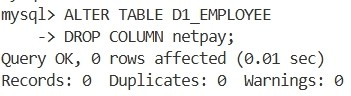 mysql> ALTER TABLE D1_EMPLOYEE
-> DROP COLUMN netpay;
Query OK, 0 rows affected (0.01 sec)
Records: 0 Duplicates: 0 Warnings: 0